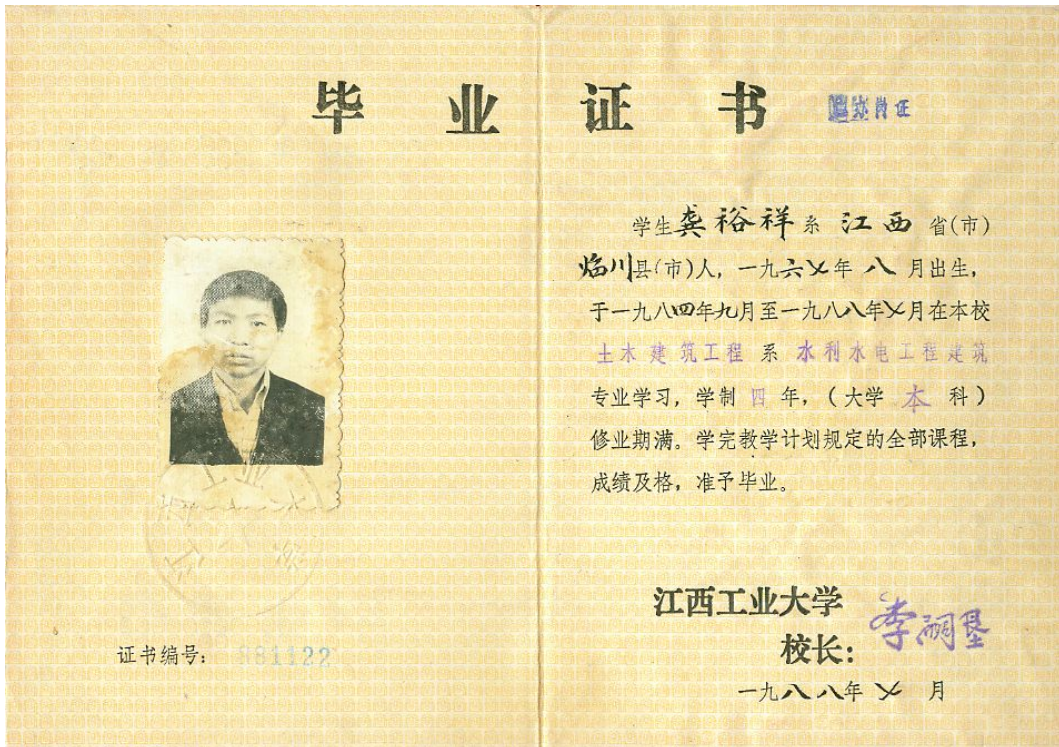 毕业证书
学生龚裕祥系江西省(市)
临川县(市)人,一九六七年八月出生,
于一九八四年九月至一九八八年七月在本校
土木建筑工程系水利水电工程建筑
专业学习,学制四年,(大学本科)
修业期满。学完教学计划规定的全部课程,
成绩及格,准予毕业。
江西工业大学
校长:李嗣垦
一九八八年七月
证书编号:881122